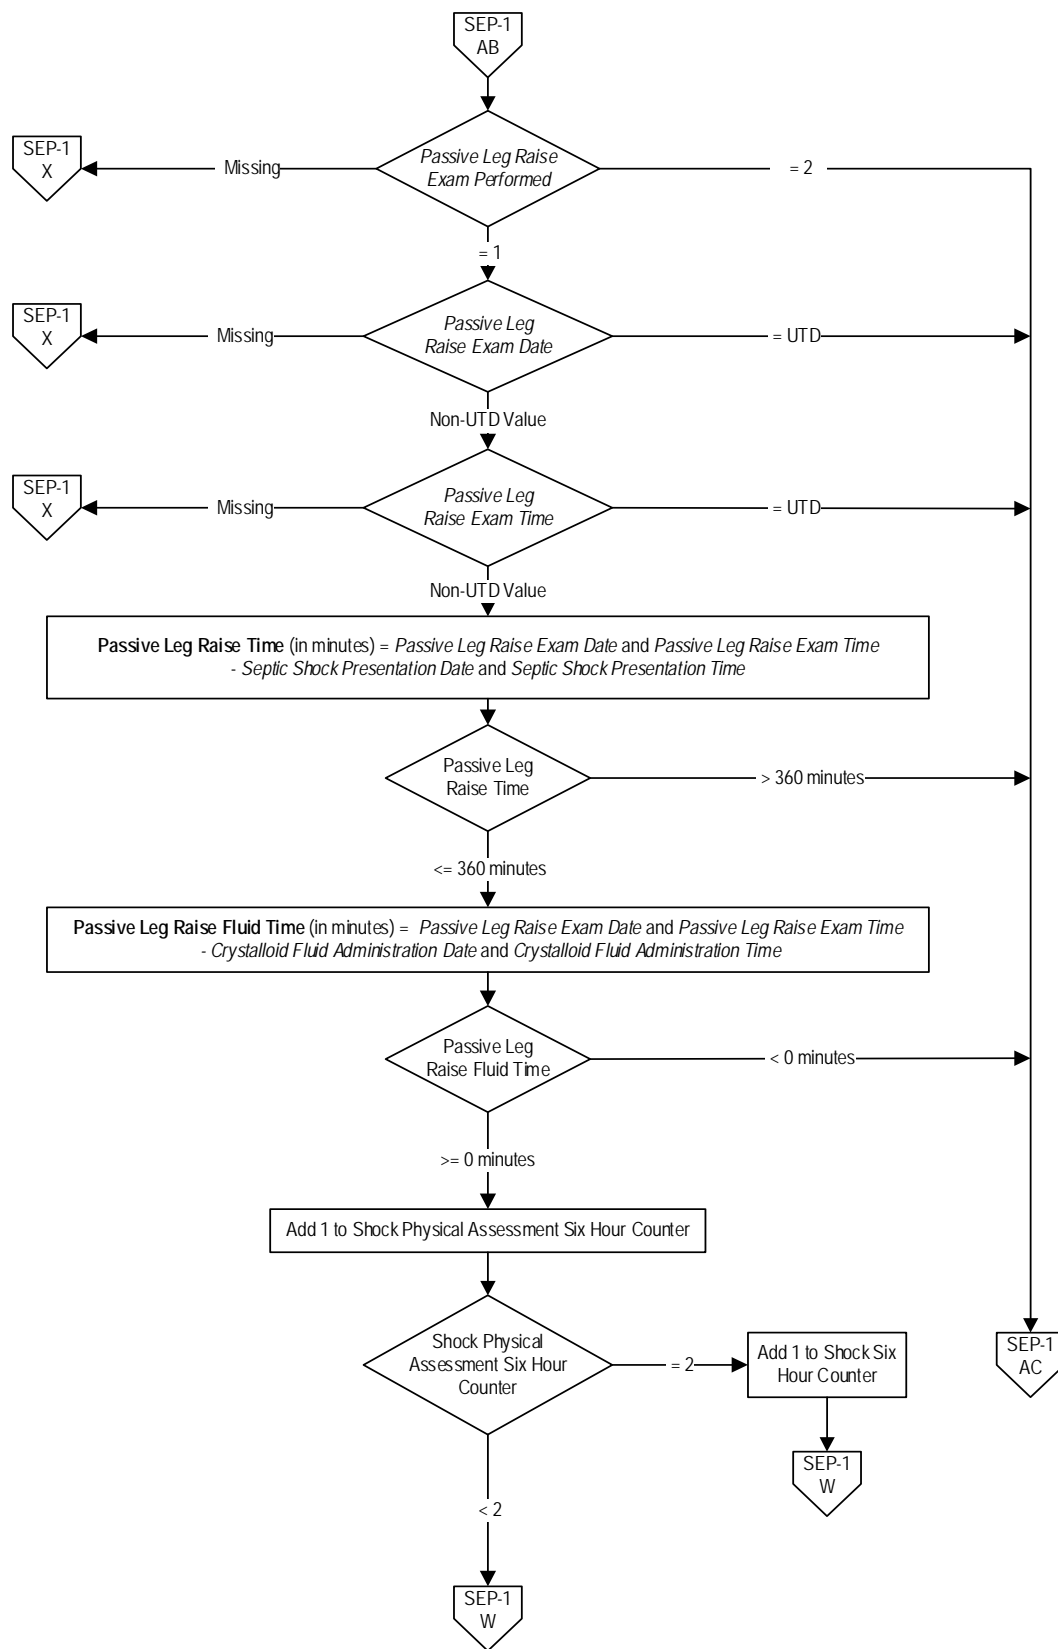 SEP-1
AB
SEP-1
X
Missing
Passive Leg Raise
Exam Performed
= 2
= 1
SEP-1
X
Missing
Passive Leg
Raise Exam Date
= UTD
Non-UTD Value
SEP-1
X
Missing
Passive Leg
Raise Exam Time
= UTD
Non-UTD Value
Passive Leg Raise Time (in minutes) = Passive Leg Raise Exam Date and Passive Leg Raise Exam Time
- Septic Shock Presentation Date and Septic Shock Presentation Time
Passive Leg
Raise Time
> 360 minutes
<= 360 minutes
Passive Leg Raise Fluid Time (in minutes) = Passive Leg Raise Exam Date and Passive Leg Raise Exam Time
- Crystalloid Fluid Administration Date and Crystalloid Fluid Administration Time
Passive Leg
Raise Fluid Time
< 0 minutes
>= 0 minutes
Add 1 to Shock Physical Assessment Six Hour Counter
Shock Physical
Assessment Six Hour
Counter
= 2
Add 1 to Shock Six
Hour Counter
SEP-1
AC
SEP-1
W
< 2
SEP-1
W